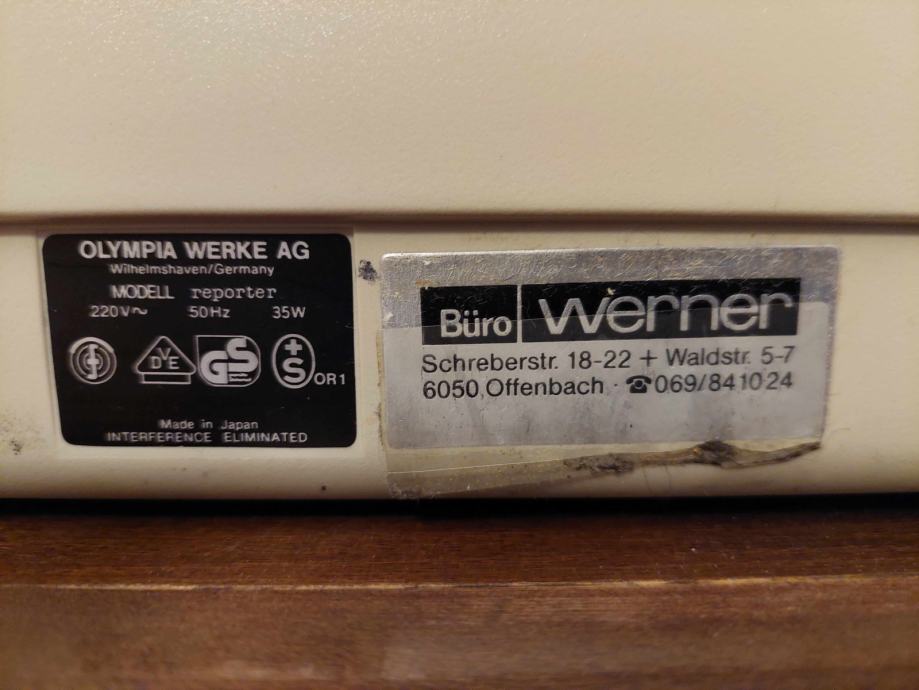 OLYMPIA WERKE AG
Wilhelmshaven/Germany
MODELL reporter
220V~ 50Hz 35W
VDE GS +S OR1
Made in Japan
INTERFERENCE ELIMINATED
Büro werner
Schreberstr. 18-22 + Waldstr. 5-7
6050 Offenbach · ☎069/841024